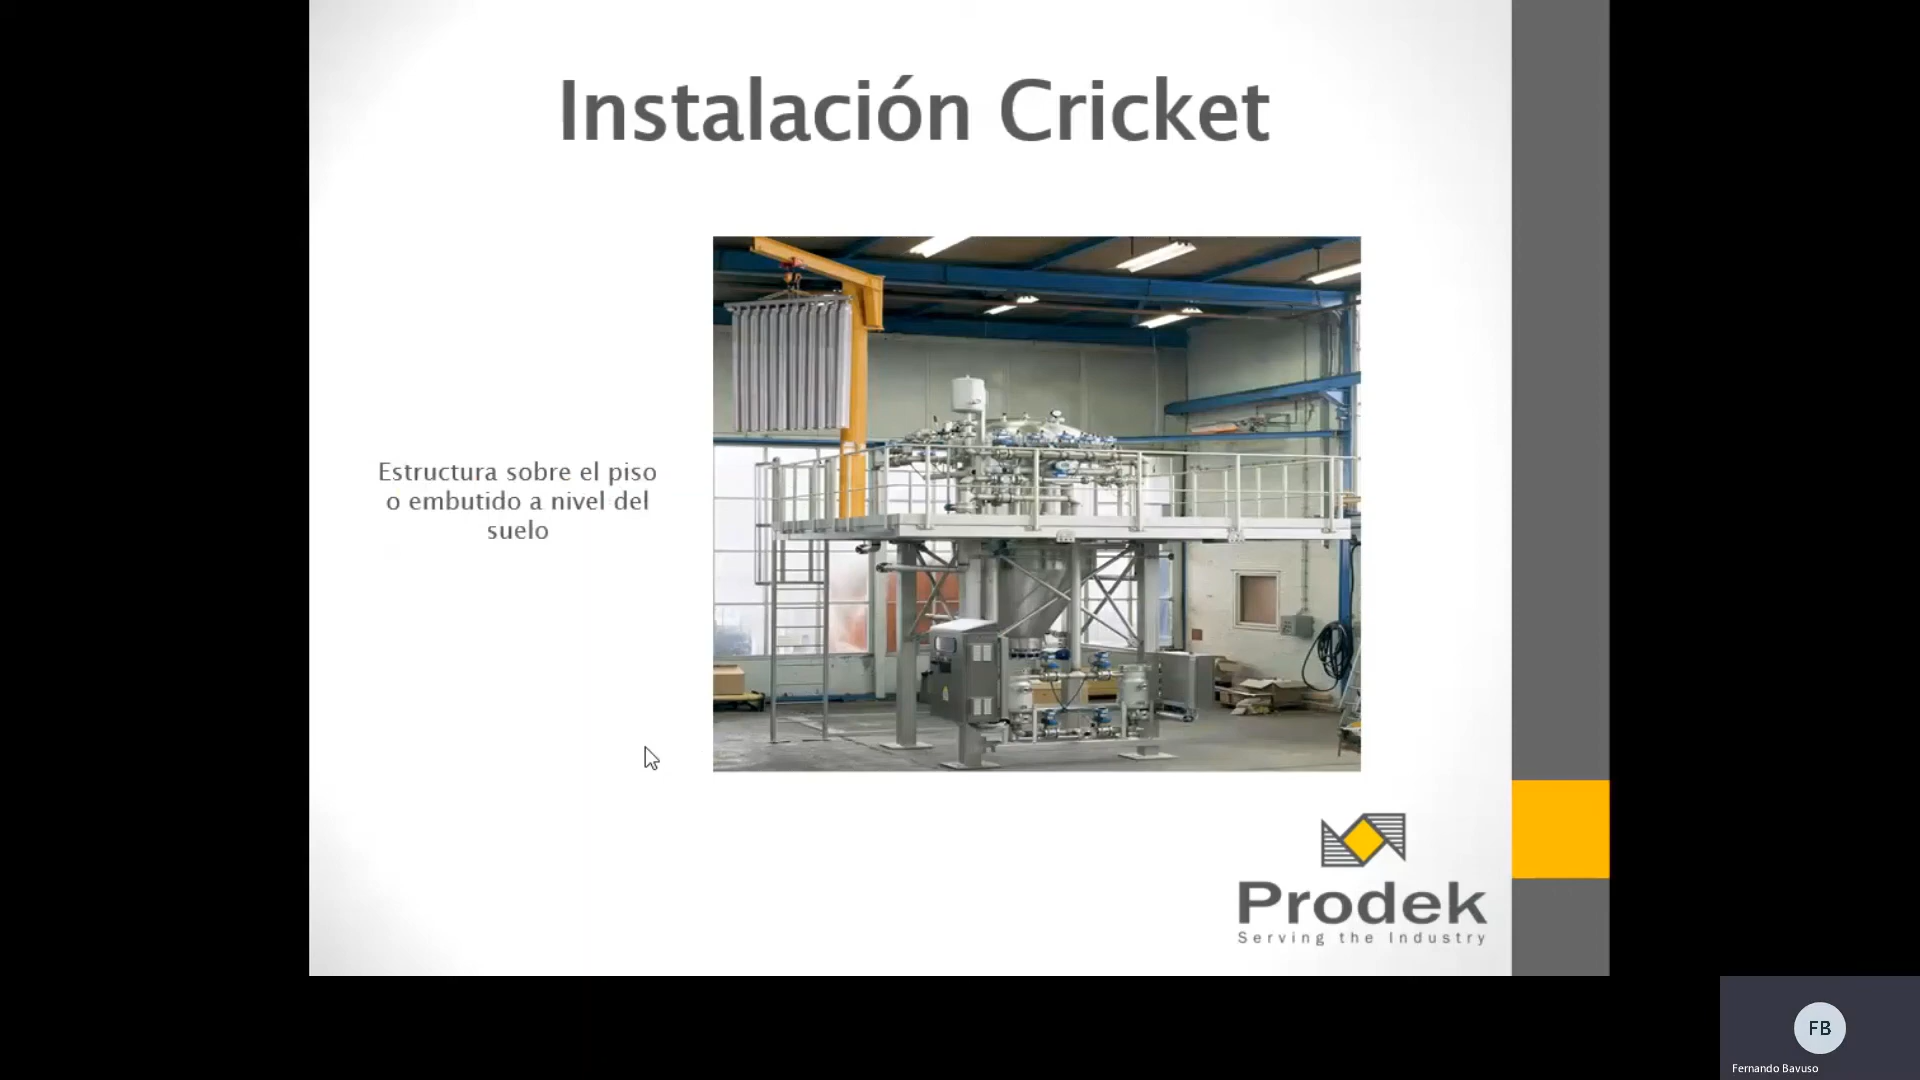 Instalación Cricket
Estructura sobre el piso
o embutido a nivel del
suelo
Prodek
Serving the Industry
FB
Fernando Bavuso